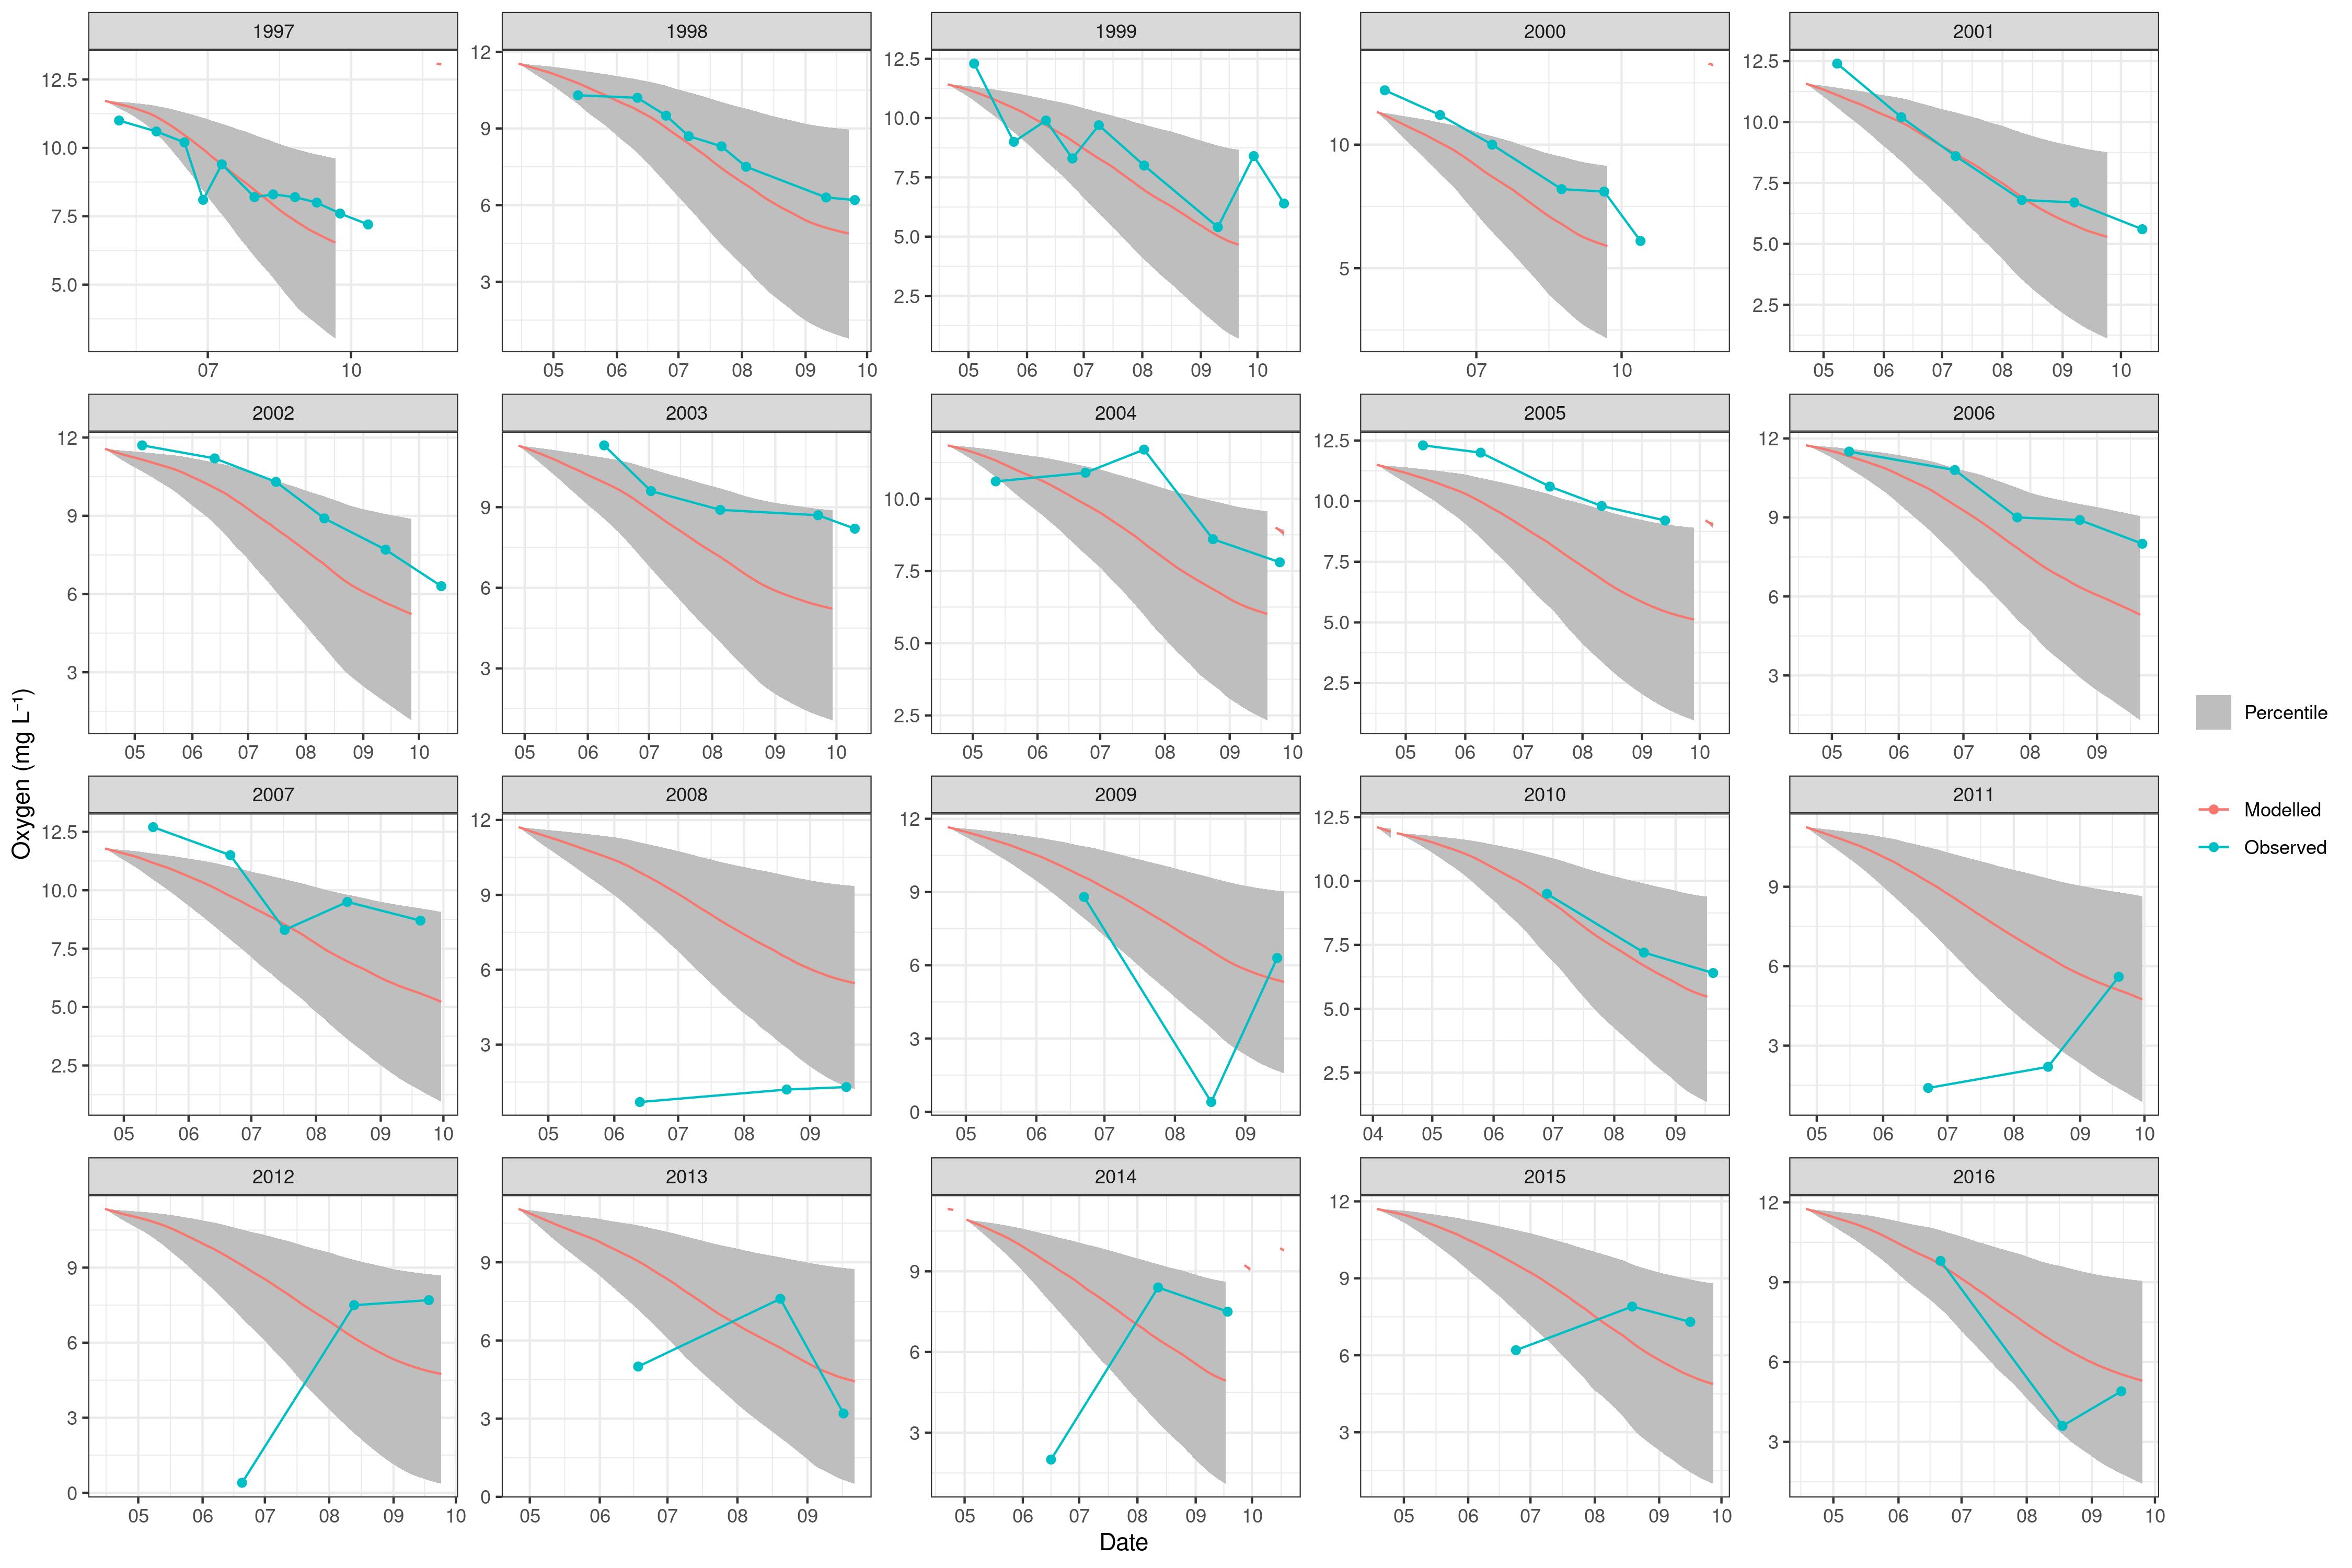 1997 1998 1999 2000 2001
12.5 10.0 7.5 5.0
12 9 6 3
12.5 10.0 7.5 5.0 2.5
10 5
12.5 10.0 7.5 5.0 2.5
07 10
05 06 07 08 09 10
05 06 07 08 09 10
07 10
05 06 07 08 09 10
2002 2003 2004 2005 2006
12 9 6 3
9 6 3
10.0 7.5 5.0 2.5
12.5 10.0 7.5 5.0 2.5
12 9 6 3
05 06 07 08 09 10
05 06 07 08 09 10
05 06 07 08 09 10
05 06 07 08 09 10
05 06 07 08 09
Oxygen (mg L⁻¹)
Percentile
Modelled
Observed
2007 2008 2009 2010 2011
12.5 10.0 7.5 5.0 2.5
12 9 6 3
12 9 6 3 0
12.5 10.0 7.5 5.0 2.5
9 6 3
05 06 07 08 09 10
05 06 07 08 09
05 06 07 08 09
04 05 06 07 08 09
05 06 07 08 09 10
2012 2013 2014 2015 2016
9 6 3 0
9 6 3 0
9 6 3
12 9 6 3
12 9 6 3
05 06 07 08 09 10
05 06 07 08 09
05 06 07 08 09 10
05 06 07 08 09 10
05 06 07 08 09 10
Date